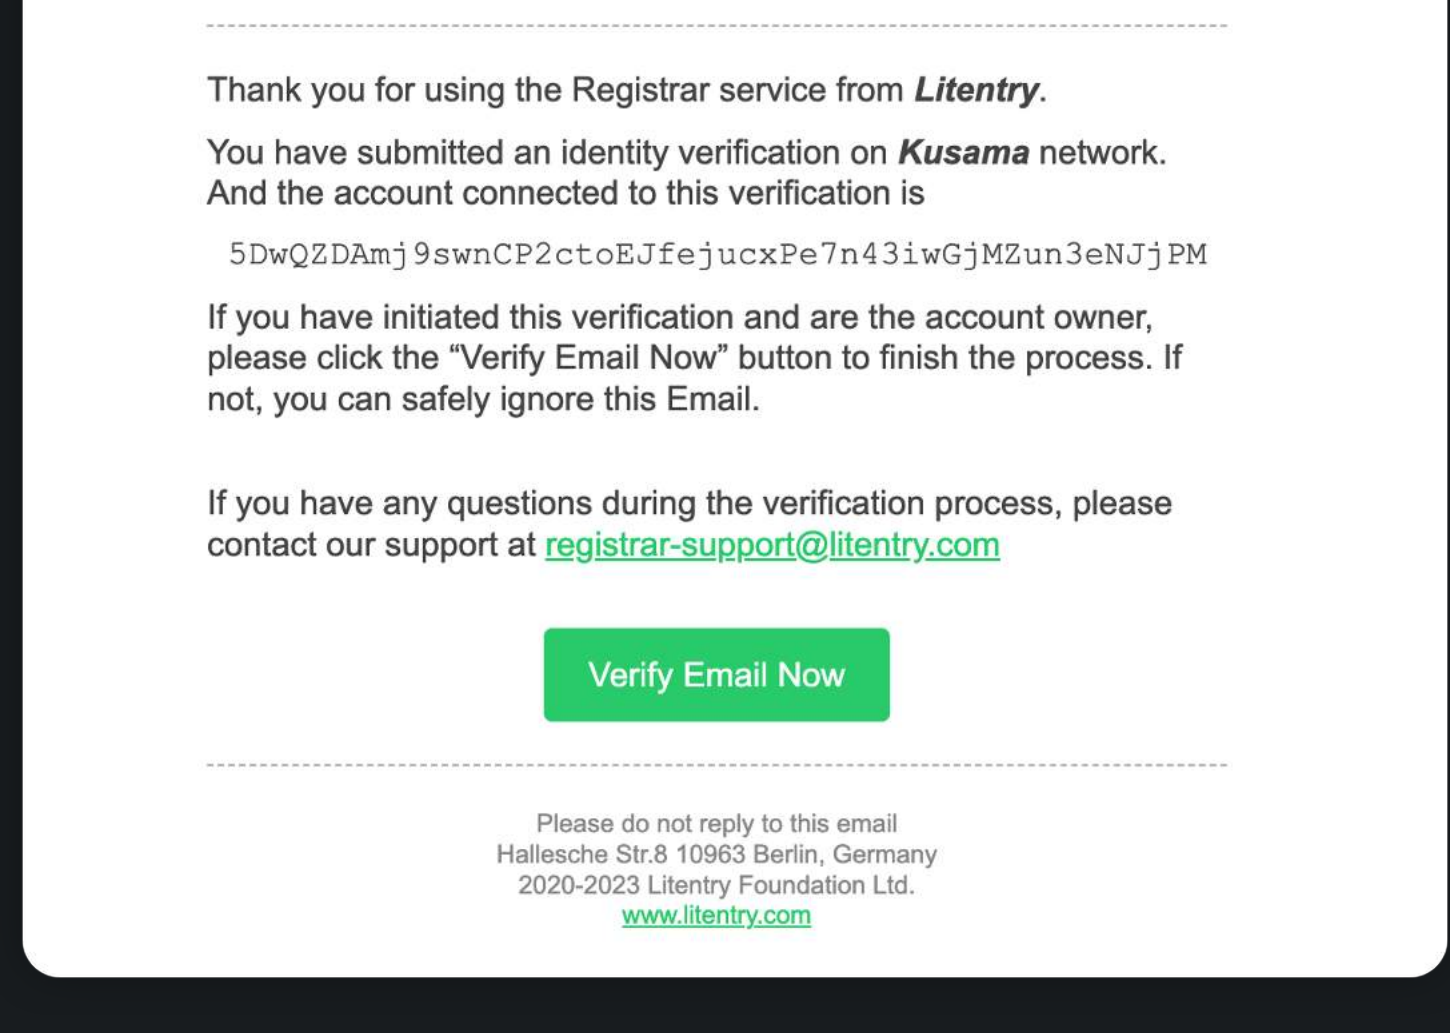 Thank you for using the Registrar service from Litentry.
You have submitted an identity verification on Kusama network.
And the account connected to this verification is
5DwQZDAmj9swnCP2ctoEJfejucxPe7n43iwGjMZun3eNJjPM
If you have initiated this verification and are the account owner,
please click the “Verify Email Now” button to finish the process. If
not, you can safely ignore this Email.
If you have any questions during the verification process, please
contact our support at registrar-support@litentry.com
Verify Email Now
Please do not reply to this email
Hallesche Str.8 10963 Berlin, Germany
2020-2023 Litentry Foundation Ltd.
www.litentry.com